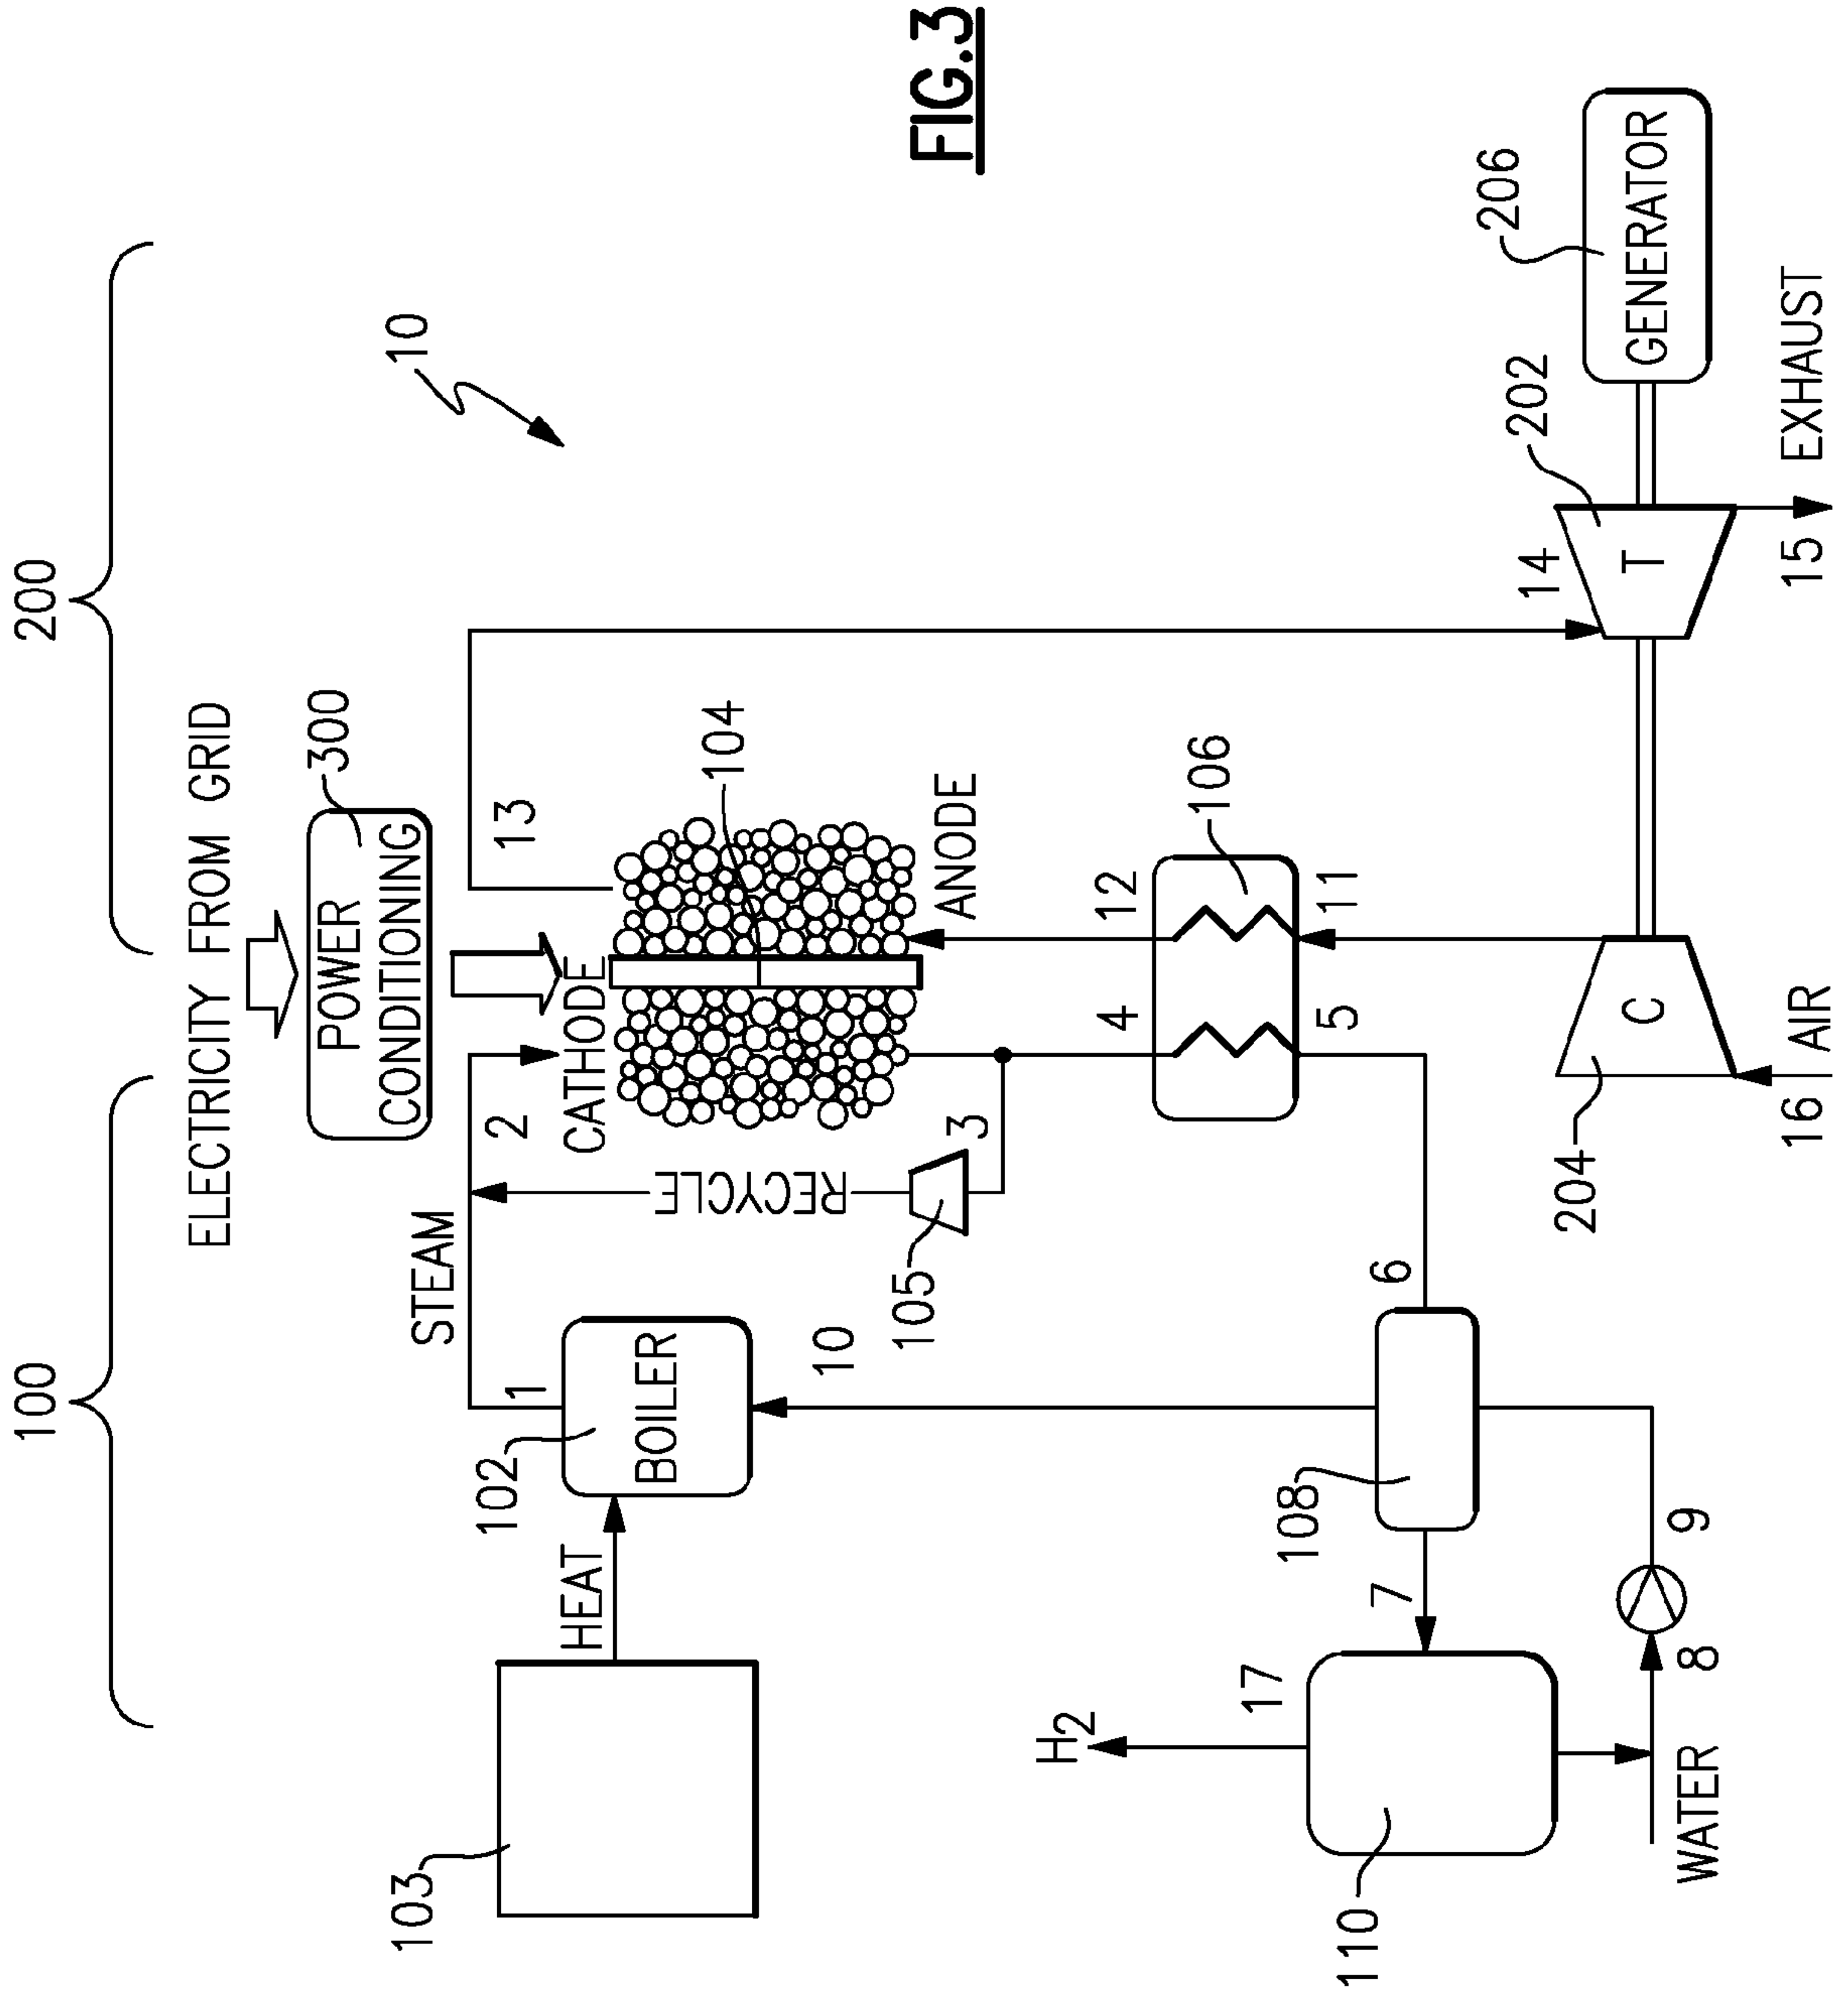 200
100
ELECTRICITY FROM GRID
300
POWER
CONDITIONING
10
STEAM
2
13
1
102
CATHODE
HEAT
BOILER
104
RECYCLE
103
10
105
3
ANODE
FIG.3
H2
4
12
106
17
108
5
11
110
7
6
14
202
206
204
C
T
GENERATOR
WATER
8
9
16
AIR
15
EXHAUST